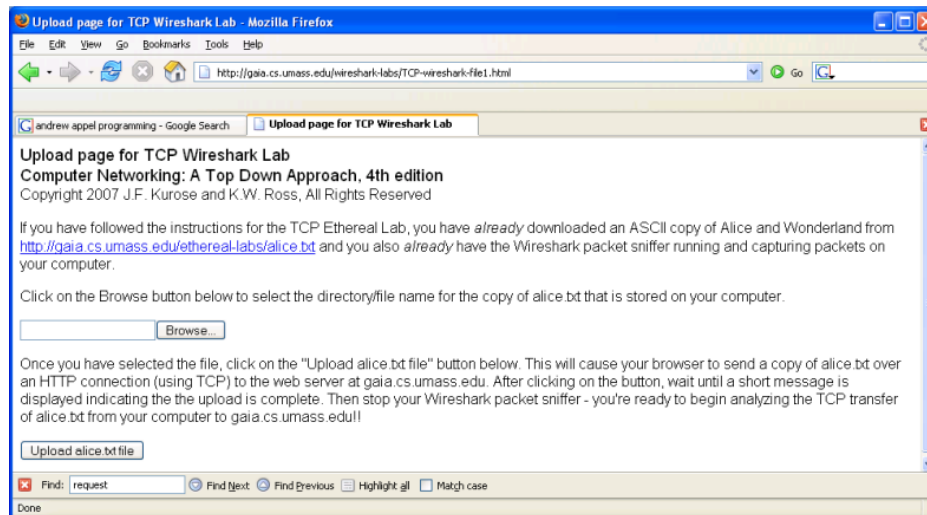 Upload page for TCP Wireshark Lab - Mozilla Firefox
File Edit View Go Bookmarks Tools Help
http://gaia.cs.umass.edu/wireshark-labs/TCP-wireshark-file1.html Go G
G andrew appel programming - Google Search Upload page for TCP Wireshark Lab
Upload page for TCP Wireshark Lab
Computer Networking: A Top Down Approach, 4th edition
Copyright 2007 J.F. Kurose and K.W. Ross, All Rights Reserved
If you have followed the instructions for the TCP Ethereal Lab, you have already downloaded an ASCII copy of Alice and Wonderland from
http://gaia.cs.umass.edu/ethereal-labs/alice.txt and you also already have the Wireshark packet sniffer running and capturing packets on
your computer.
Click on the Browse button below to select the directory/file name for the copy of alice.txt that is stored on your computer.
Browse...
Once you have selected the file, click on the "Upload alice.txt file" button below. This will cause your browser to send a copy of alice.txt over
an HTTP connection (using TCP) to the web server at gaia.cs.umass.edu. After clicking on the button, wait until a short message is
displayed indicating the the upload is complete. Then stop your Wireshark packet sniffer - you're ready to begin analyzing the TCP transfer
of alice.txt from your computer to gaia.cs.umass.edu!!
Upload alice.txt file
Find: request Find Next Find Previous Highlight all Match case
Done